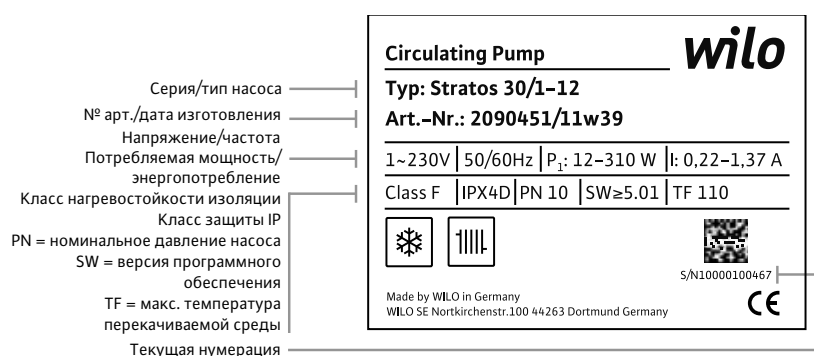 Circulating Pump
wilo
Typ: Stratos 30/1–12
Art.–Nr.: 2090451/11w39
1~230V 50/60Hz P₁: 12–310 W I: 0,22–1,37 A
Class F IPX4D PN 10 SW≥5.01 TF 110
S/N10000100467
Made by WILO in Germany
WILO SE Nortkirchenstr.100 44263 Dortmund Germany
CE
Серия/тип насоса
№ арт./дата изготовления
Напряжение/частота
Потребляемая мощность/
энергопотребление
Класс нагревостойкости изоляции
Класс защиты IP
PN = номинальное давление насоса
SW = версия программного
обеспечения
TF = макс. температура
перекачиваемой среды
Текущая нумерация